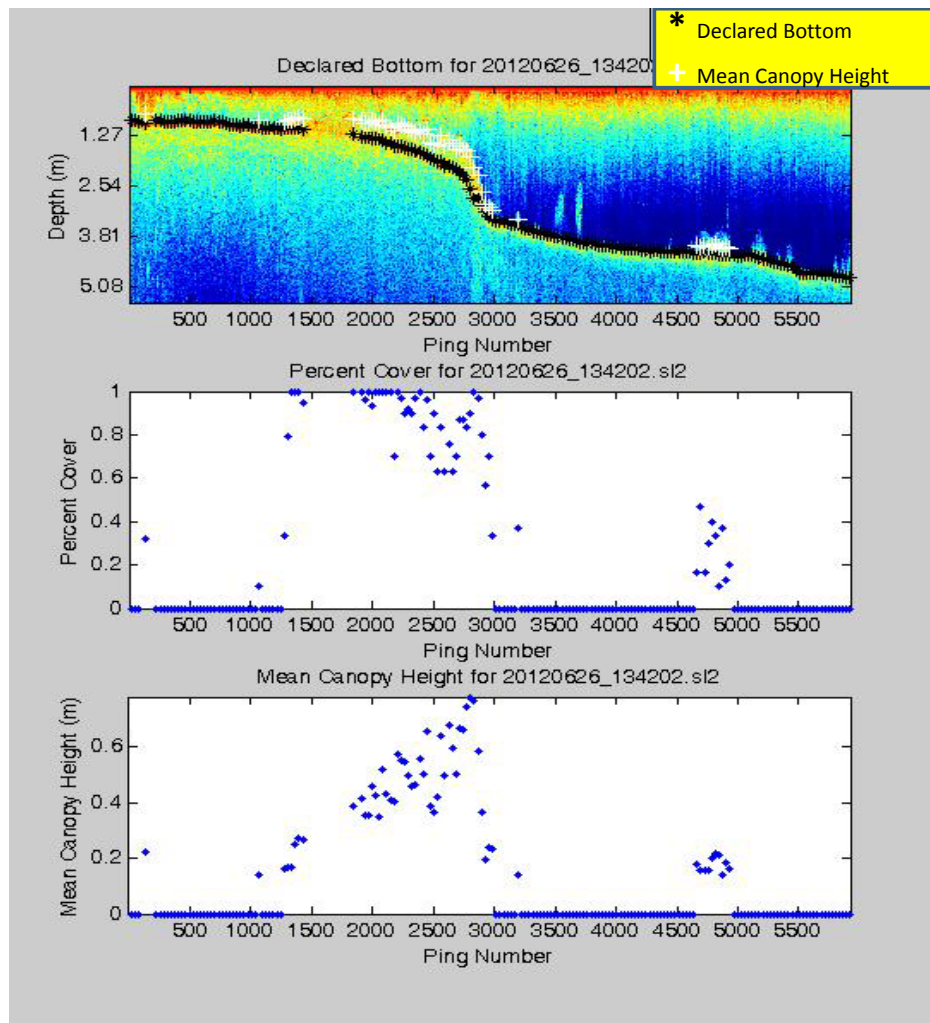 * Declared Bottom
+ Mean Canopy Height
Declared Bottom for 20120626_13420
1.27
2.54
3.81
5.08
Depth (m)
500 1000 1500 2000 2500 3000 3500 4000 4500 5000 5500
Ping Number
Percent Cover for 20120626_134202.sl2
1
0.8
0.6
0.4
0.2
0
Percent Cover
500 1000 1500 2000 2500 3000 3500 4000 4500 5000 5500
Ping Number
Mean Canopy Height for 20120626_134202.sl2
0.6
0.4
0.2
0
Mean Canopy Height (m)
500 1000 1500 2000 2500 3000 3500 4000 4500 5000 5500
Ping Number